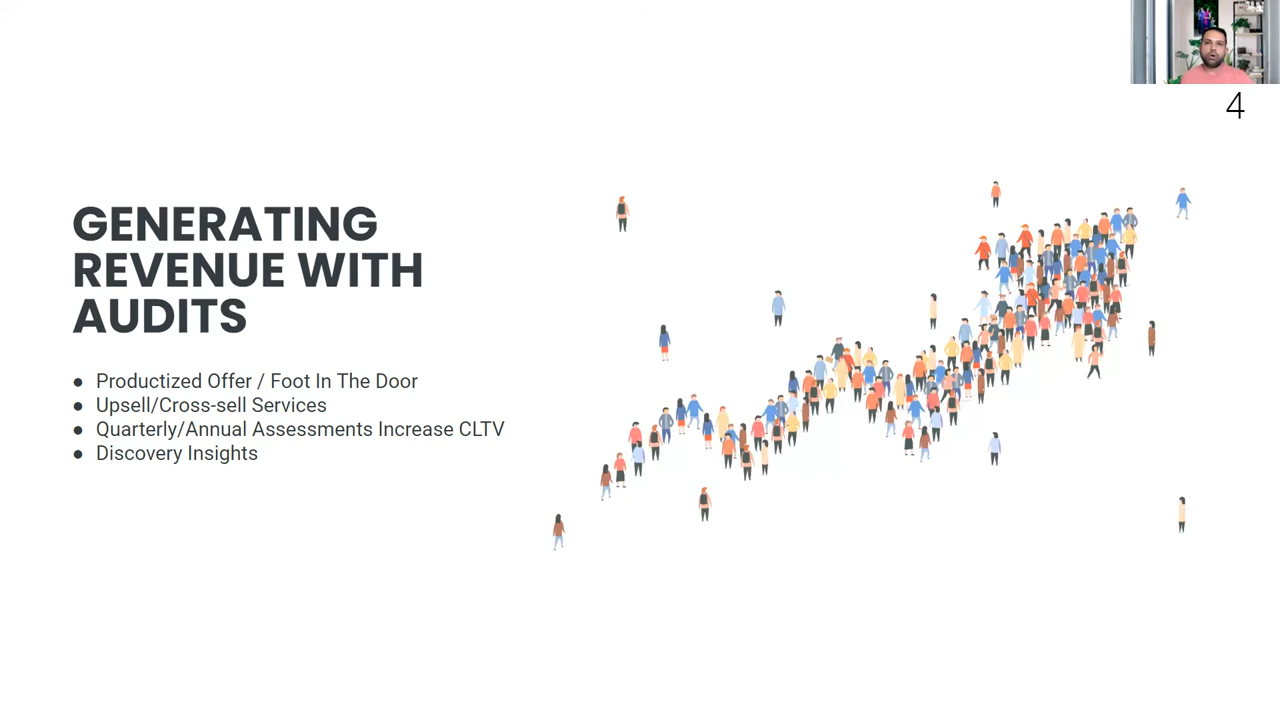 4
GENERATING
REVENUE WITH
AUDITS
● Productized Offer / Foot In The Door
● Upsell/Cross-sell Services
● Quarterly/Annual Assessments Increase CLTV
● Discovery Insights